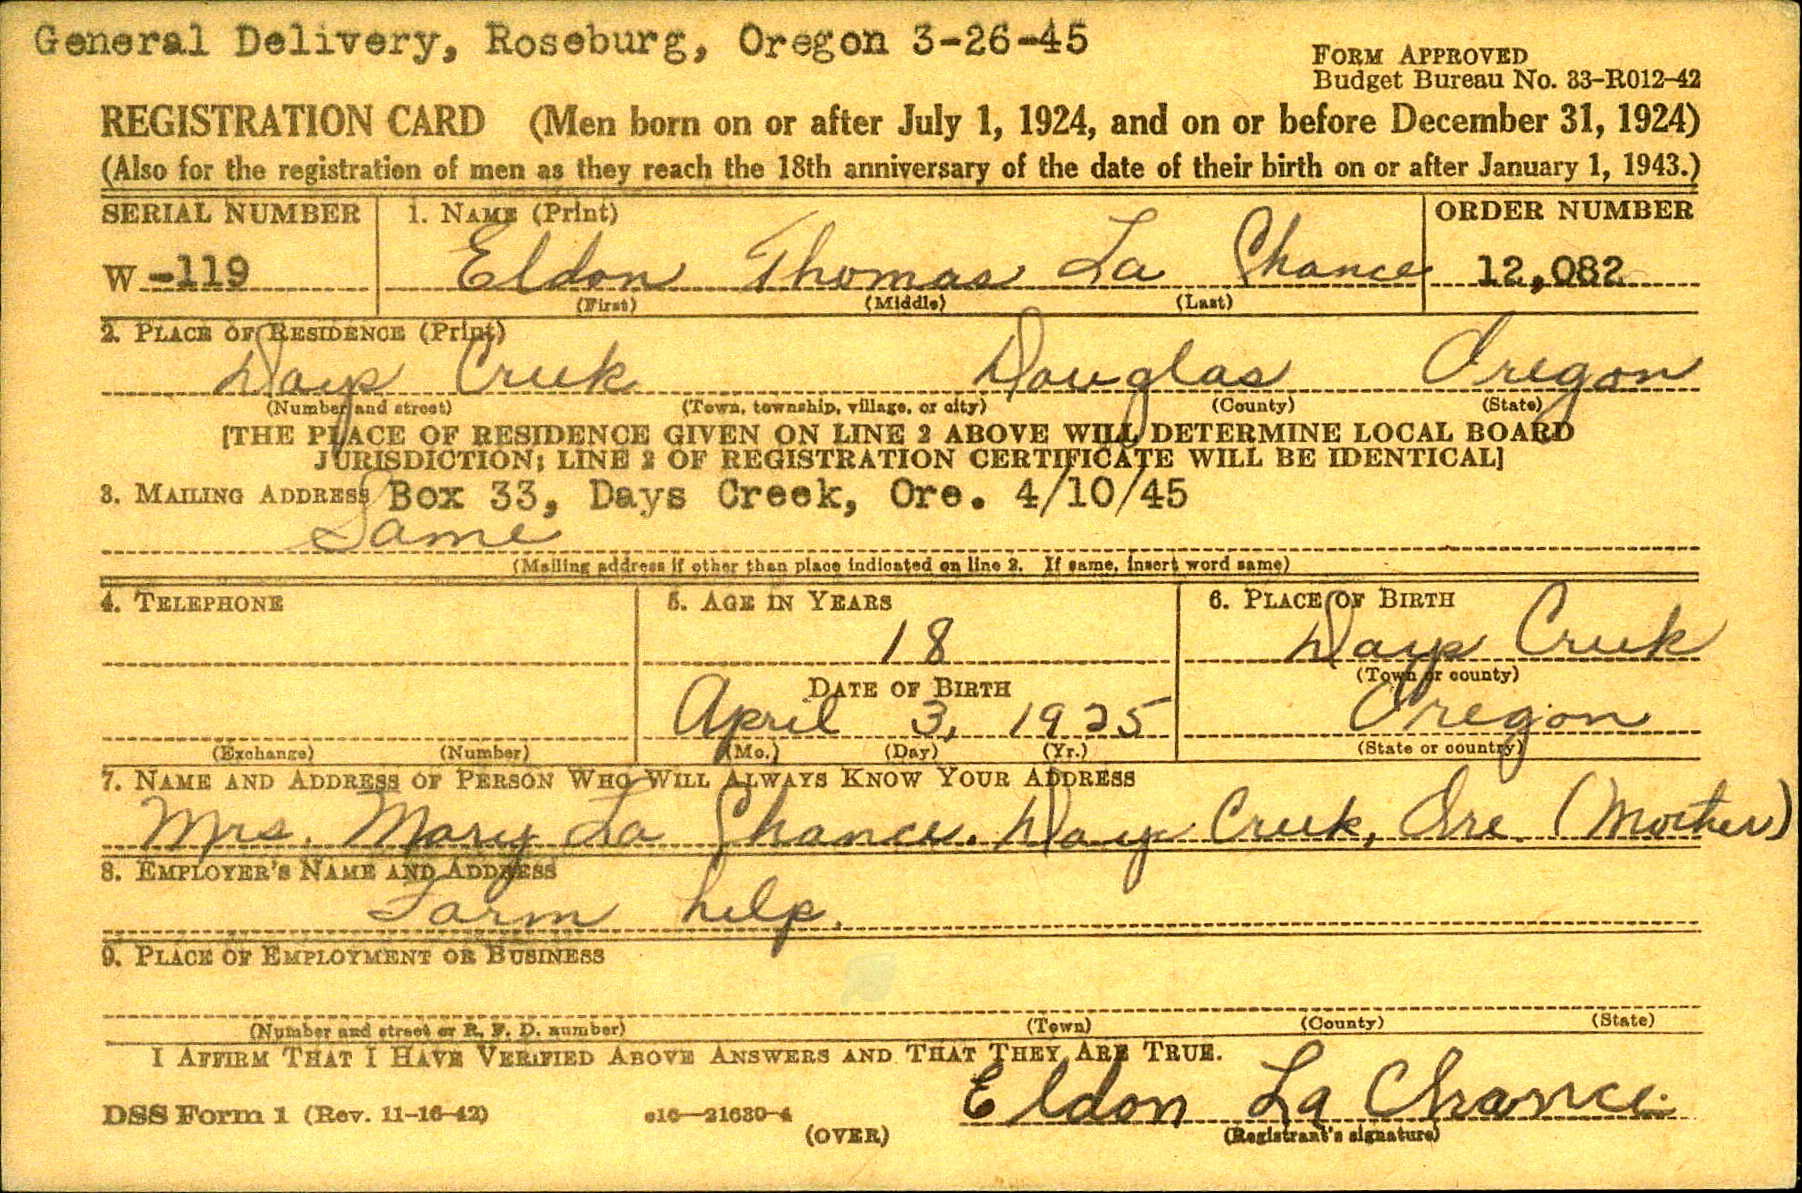 General Delivery, Roseburg, Oregon 3-26-45
FORM APPROVED
Budget Bureau No. 33-R012-42
REGISTRATION CARD (Men born on or after July 1, 1924, and on or before December 31, 1924)
(Also for the registration of men as they reach the 18th anniversary of the date of their birth on or after January 1, 1943.)
SERIAL NUMBER 1. NAME (Print) ORDER NUMBER
W -119 Eldon Thomas La Chance 12,082
(First) (Middle) (Last)
2. PLACE OF RESIDENCE (Print)
Days Creek Douglas Oregon
(Number and street) (Town, township, village, or city) (County) (State)
[THE PLACE OF RESIDENCE GIVEN ON LINE 2 ABOVE WILL DETERMINE LOCAL BOARD
JURISDICTION; LINE 2 OF REGISTRATION CERTIFICATE WILL BE IDENTICAL]
3. MAILING ADDRESS Box 33, Days Creek, Ore. 4/10/45
Same
(Mailing address if other than place indicated on line 2. If same, insert word same)
4. TELEPHONE 5. AGE IN YEARS 6. PLACE OF BIRTH
18 Days Creek
(Town or county)
DATE OF BIRTH
April 3, 1925 Oregon
(Exchange) (Number) (Mo.) (Day) (Yr.) (State or country)
7. NAME AND ADDRESS OF PERSON WHO WILL ALWAYS KNOW YOUR ADDRESS
Mrs. Mary La Chance. Days Creek, Ore. (Mother)
8. EMPLOYER'S NAME AND ADDRESS
Farm help.
9. PLACE OF EMPLOYMENT OR BUSINESS
(Number and street or R. F. D. number) (Town) (County) (State)
I AFFIRM THAT I HAVE VERIFIED ABOVE ANSWERS AND THAT THEY ARE TRUE.
DSS Form 1 (Rev. 11-16-42) c16—21630-4 Eldon La Chance.
(OVER) (Registrant's signature)